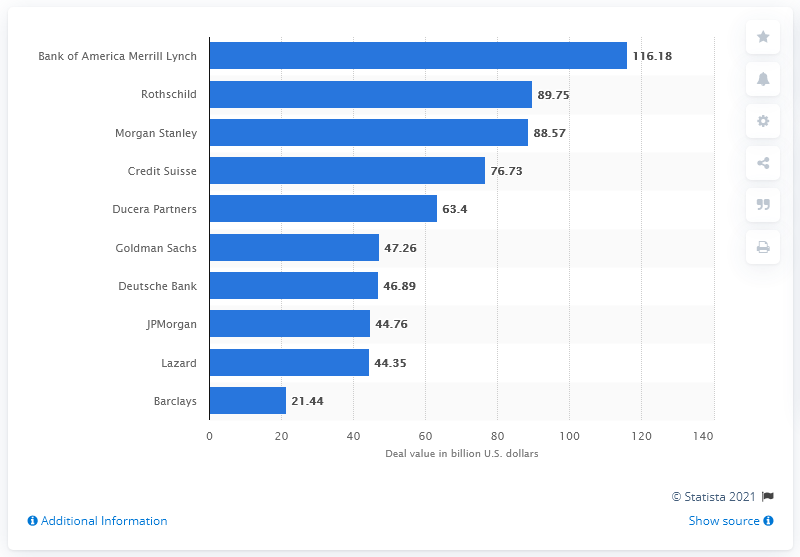 Bank of America Merrill Lynch 116.18
Rothschild 89.75
Morgan Stanley 88.57
Credit Suisse 76.73
Ducera Partners 63.4
Goldman Sachs 47.26
Deutsche Bank 46.89
JPMorgan 44.76
Lazard 44.35
Barclays 21.44
0 20 40 60 80 100 120 140
Deal value in billion U.S. dollars
© Statista 2021
Additional Information Show source